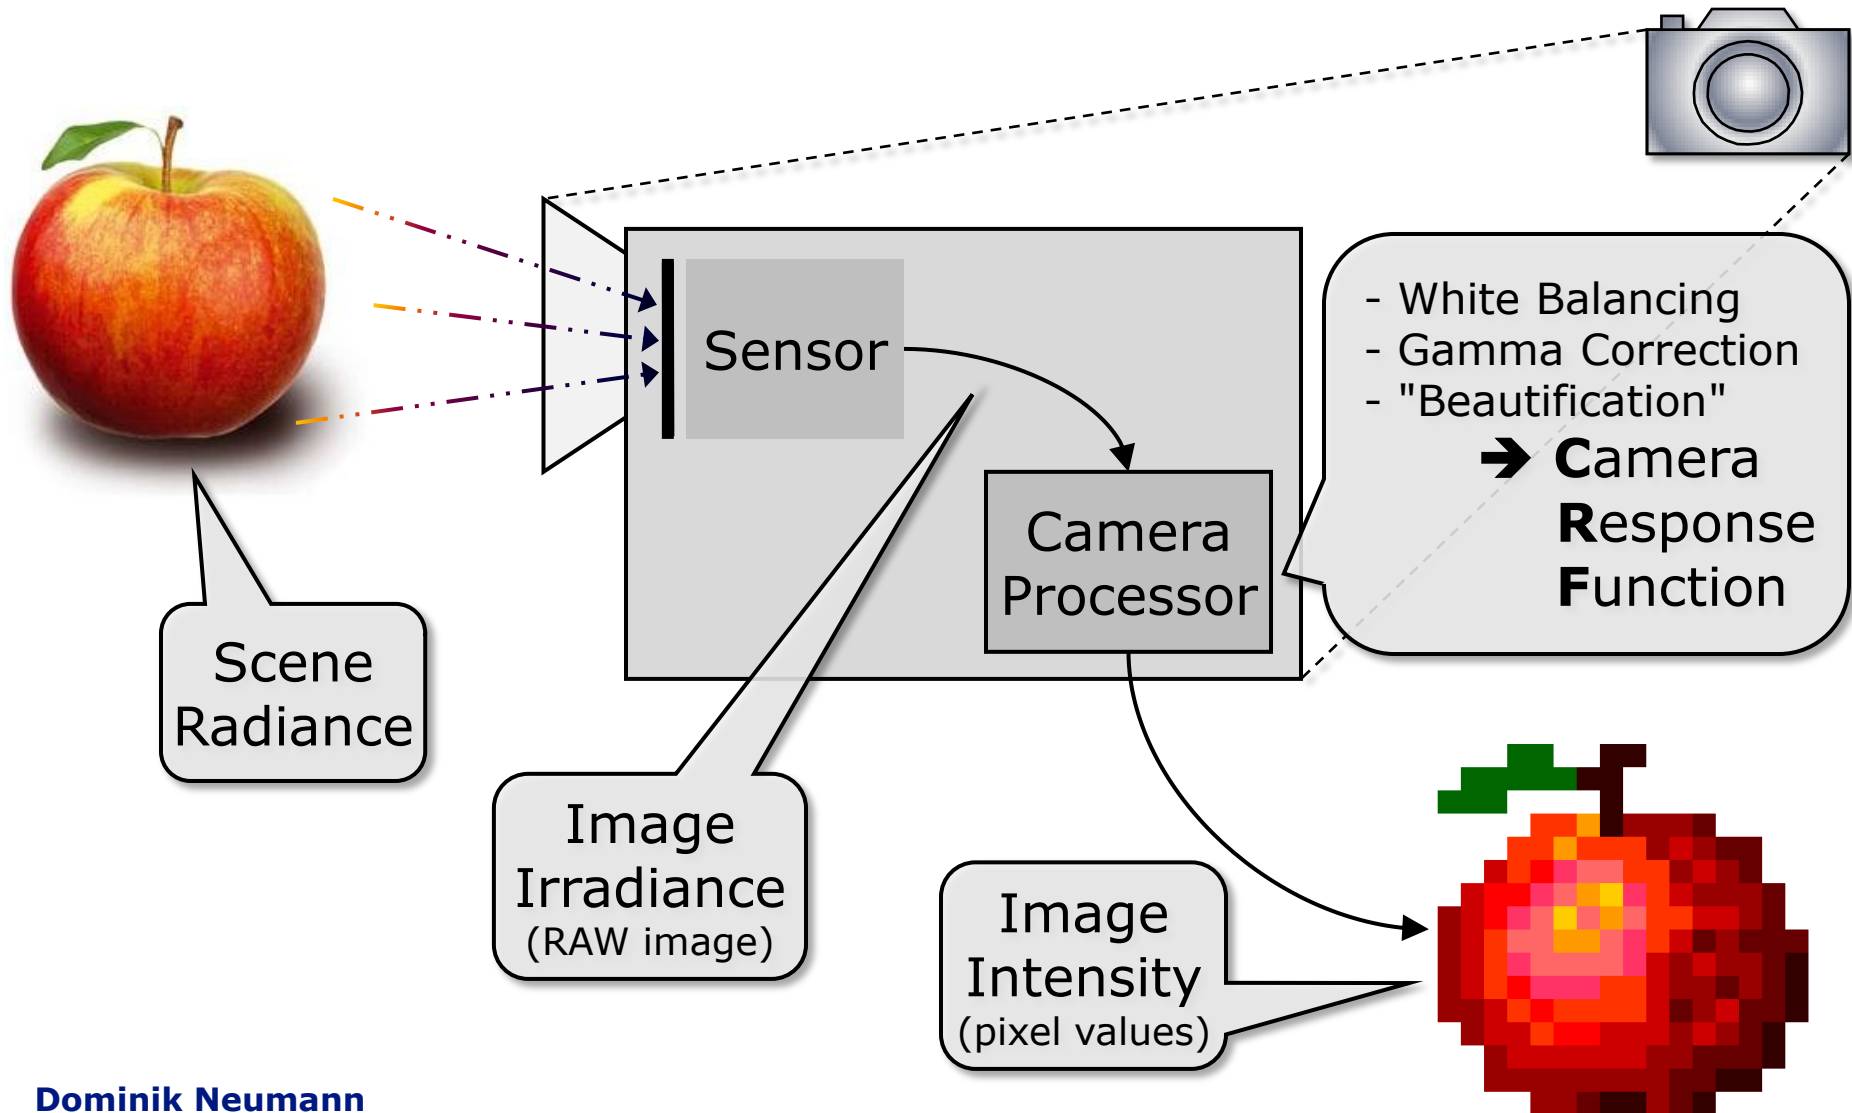 Sensor
- White Balancing
- Gamma Correction
- "Beautification"
➔ Camera
Response
Function
Camera
Processor
Scene
Radiance
Image
Irradiance
(RAW image)
Image
Intensity
(pixel values)
Dominik Neumann